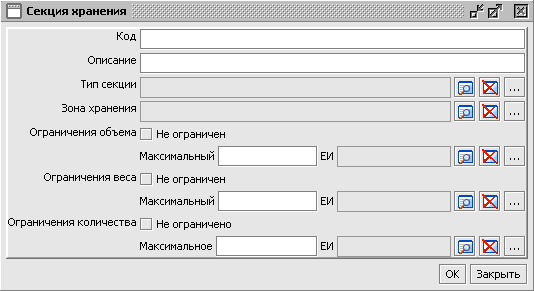 Секция хранения
Код
Описание
Тип секции ...
Зона хранения ...
Ограничения объема Не ограничен
Максимальный ЕИ ...
Ограничения веса Не ограничен
Максимальный ЕИ ...
Ограничения количества Не ограничено
Максимальное ЕИ ...
OK Закрыть